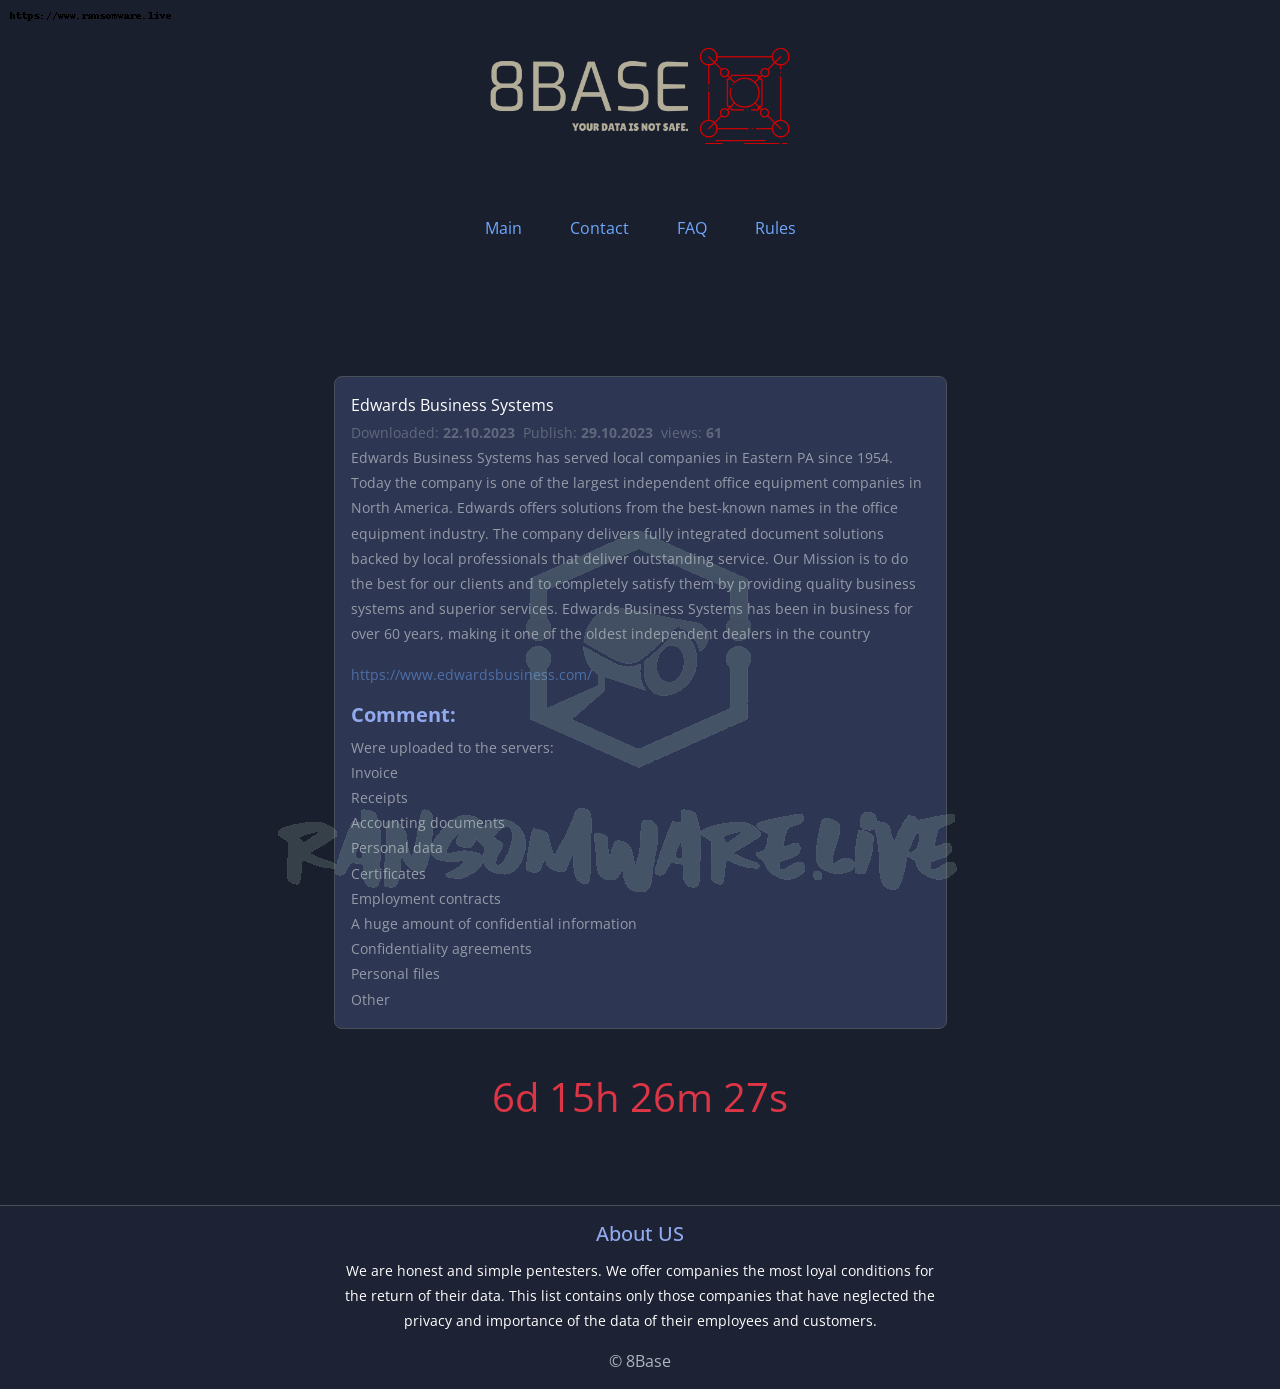 https://www.ransomware.live
8BASE
YOUR DATA IS NOT SAFE.
Main Contact FAQ Rules
Edwards Business Systems
Downloaded: 22.10.2023 Publish: 29.10.2023 views: 61
Edwards Business Systems has served local companies in Eastern PA since 1954.
Today the company is one of the largest independent office equipment companies in
North America. Edwards offers solutions from the best-known names in the office
equipment industry. The company delivers fully integrated document solutions
backed by local professionals that deliver outstanding service. Our Mission is to do
the best for our clients and to completely satisfy them by providing quality business
systems and superior services. Edwards Business Systems has been in business for
over 60 years, making it one of the oldest independent dealers in the country
https://www.edwardsbusiness.com/
Comment:
Were uploaded to the servers:
Invoice
Receipts
Accounting documents
Personal data
RANSOMWARE.LIVE
Certificates
Employment contracts
A huge amount of confidential information
Confidentiality agreements
Personal files
Other
6d 15h 26m 27s
About US
We are honest and simple pentesters. We offer companies the most loyal conditions for
the return of their data. This list contains only those companies that have neglected the
privacy and importance of the data of their employees and customers.
© 8Base